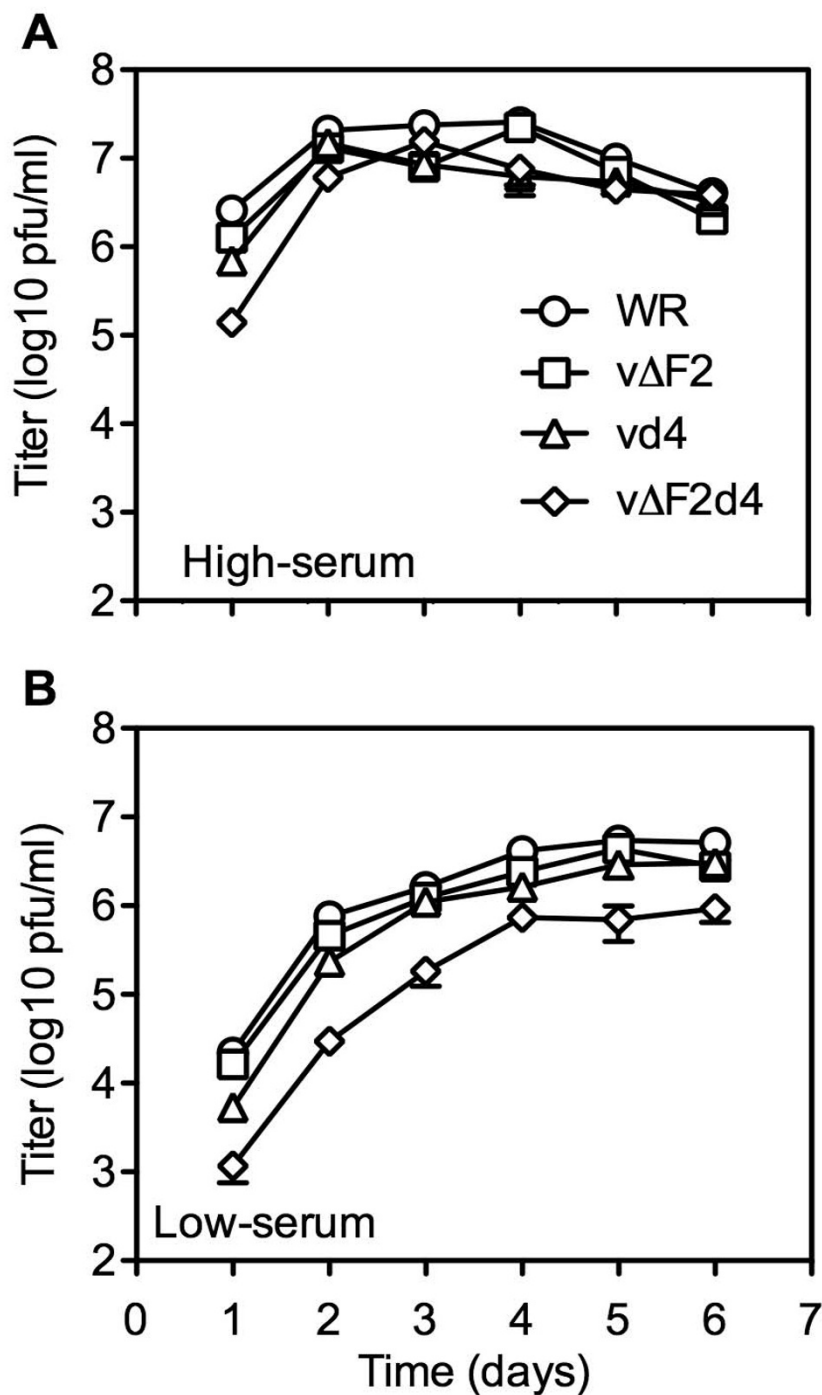 A
8
7
6
5
4
3
2
Titer (log10 pfu/ml)
WR
v∆F2
vd4
v∆F2d4
High-serum
B
8
7
6
5
4
3
2
Titer (log10 pfu/ml)
Low-serum
0 1 2 3 4 5 6 7
Time (days)